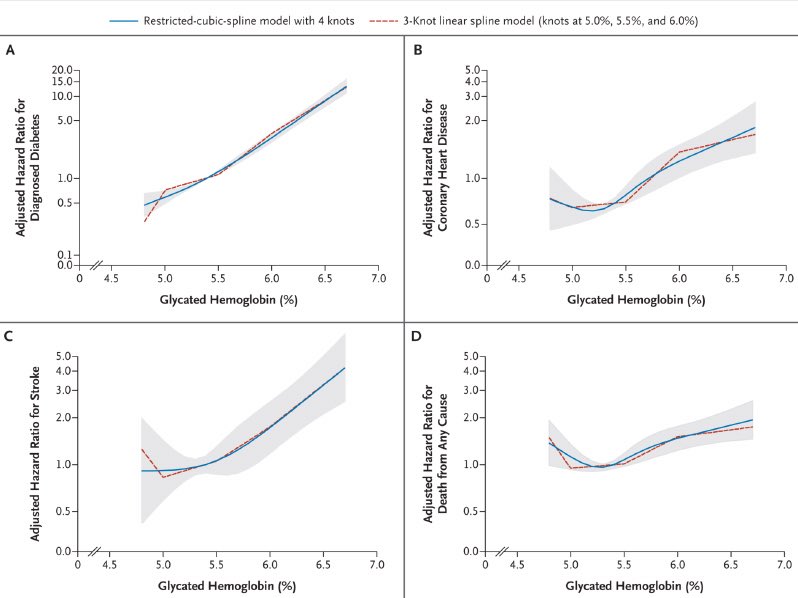 Restricted-cubic-spline model with 4 knots
3-Knot linear spline model (knots at 5.0%, 5.5%, and 6.0%)
A
Adjusted Hazard Ratio for
Diagnosed Diabetes
20.0
15.0
10.0
5.0
1.0
0.5
0.1
0.0
0 4.5 5.0 5.5 6.0 6.5 7.0
Glycated Hemoglobin (%)
B
Adjusted Hazard Ratio for
Coronary Heart Disease
5.0
4.0
3.0
2.0
1.0
0.5
0.0
0 4.5 5.0 5.5 6.0 6.5 7.0
Glycated Hemoglobin (%)
C
Adjusted Hazard Ratio for Stroke
5.0
4.0
3.0
2.0
1.0
0.5
0.0
0 4.5 5.0 5.5 6.0 6.5 7.0
Glycated Hemoglobin (%)
D
Adjusted Hazard Ratio for
Death from Any Cause
5.0
4.0
3.0
2.0
1.0
0.5
0.0
0 4.5 5.0 5.5 6.0 6.5 7.0
Glycated Hemoglobin (%)